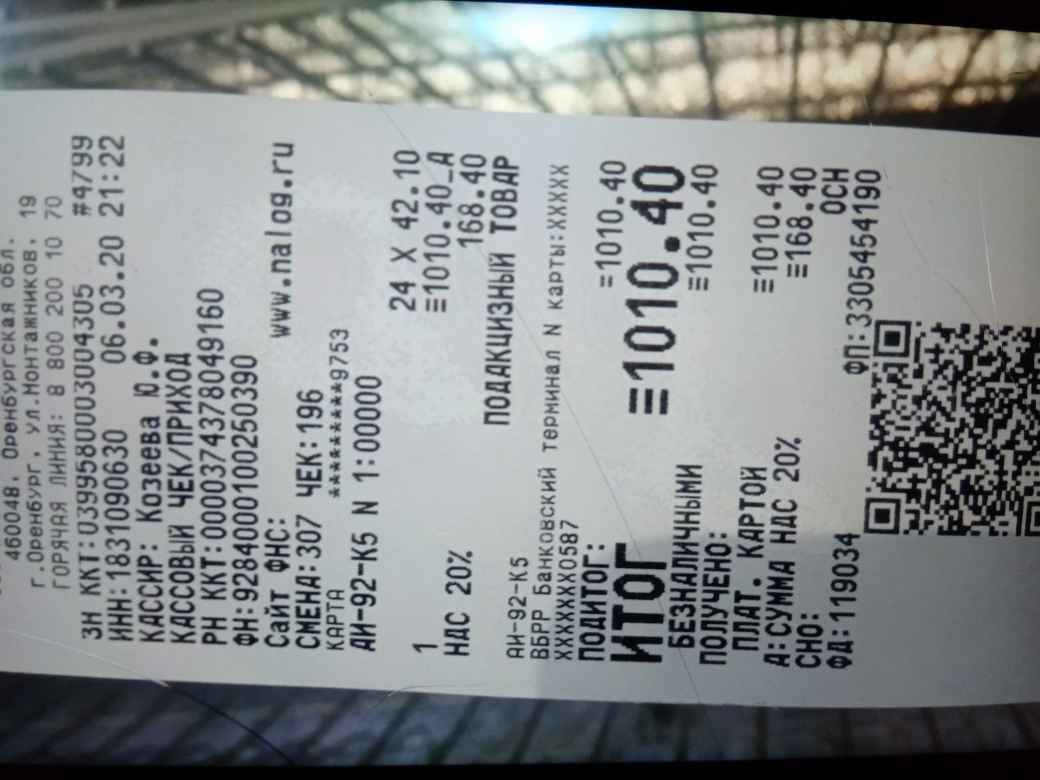 460048, Оренбургская обл.
г.Оренбург, ул.Монтажников, 19
ГОРЯЧАЯ ЛИНИЯ: 8 800 200 10 70
ЗН ККТ:0399580003004305 #4799
ИНН:1831090630 06.03.20 21:22
КАССИР: Козеева Ю.Ф.
КАССОВЫЙ ЧЕК/ПРИХОД
РН ККТ:0000374378049160
ФН:9284000100250390
Сайт ФНС: www.nalog.ru
СМЕНА:307 ЧЕК:196
КАРТА ********9753
АИ-92-К5 N 1:00000
24 X 42.10
1 ≡1010.40_А
НДС 20% 168.40
ПОДАКЦИЗНЫЙ ТОВАР
АИ-92-К5
ВБРР Банковский терминал N карты:XXXXX
XXXXXXX0587
ПОДИТОГ: ≡1010.40
ИТОГ ≡1010.40
БЕЗНАЛИЧНЫМИ ≡1010.40
ПОЛУЧЕНО:
ПЛАТ. КАРТОЙ ≡1010.40
А:СУММА НДС 20% ≡168.40
СНО: ОСН
ФД:119034 ФП:3305454190